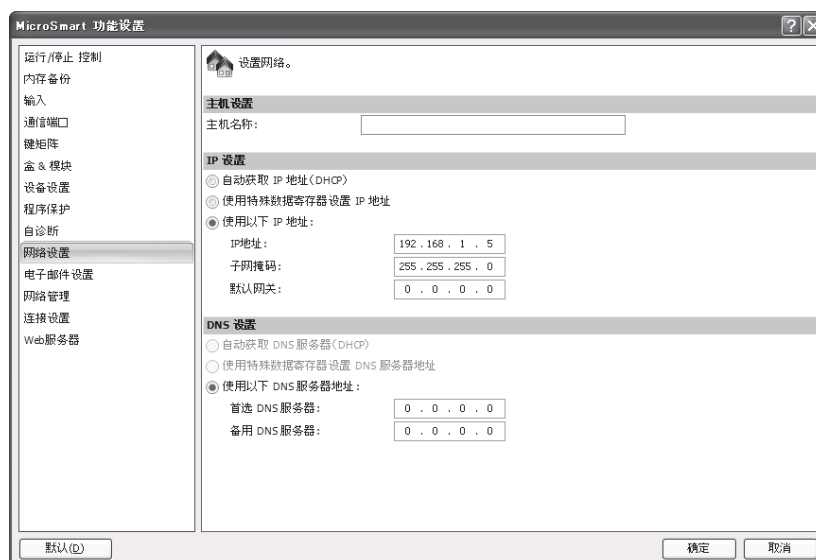 MicroSmart 功能设置
运行/停止 控制
内存备份
输入
通信端口
键矩阵
盒 & 模块
设备设置
程序保护
自诊断
网络设置
电子邮件设置
网络管理
连接设置
Web服务器
设置网络。
主机设置
主机名称:
IP 设置
自动获取 IP 地址(DHCP)
使用特殊数据寄存器设置 IP 地址
使用以下 IP 地址:
IP地址: 192 . 168 . 1 . 5
子网掩码: 255 . 255 . 255 . 0
默认网关: 0 . 0 . 0 . 0
DNS 设置
自动获取 DNS 服务器(DHCP)
使用特殊数据寄存器设置 DNS 服务器地址
使用以下 DNS 服务器地址:
首选 DNS 服务器: 0 . 0 . 0 . 0
备用 DNS 服务器: 0 . 0 . 0 . 0
默认(D) 确定 取消